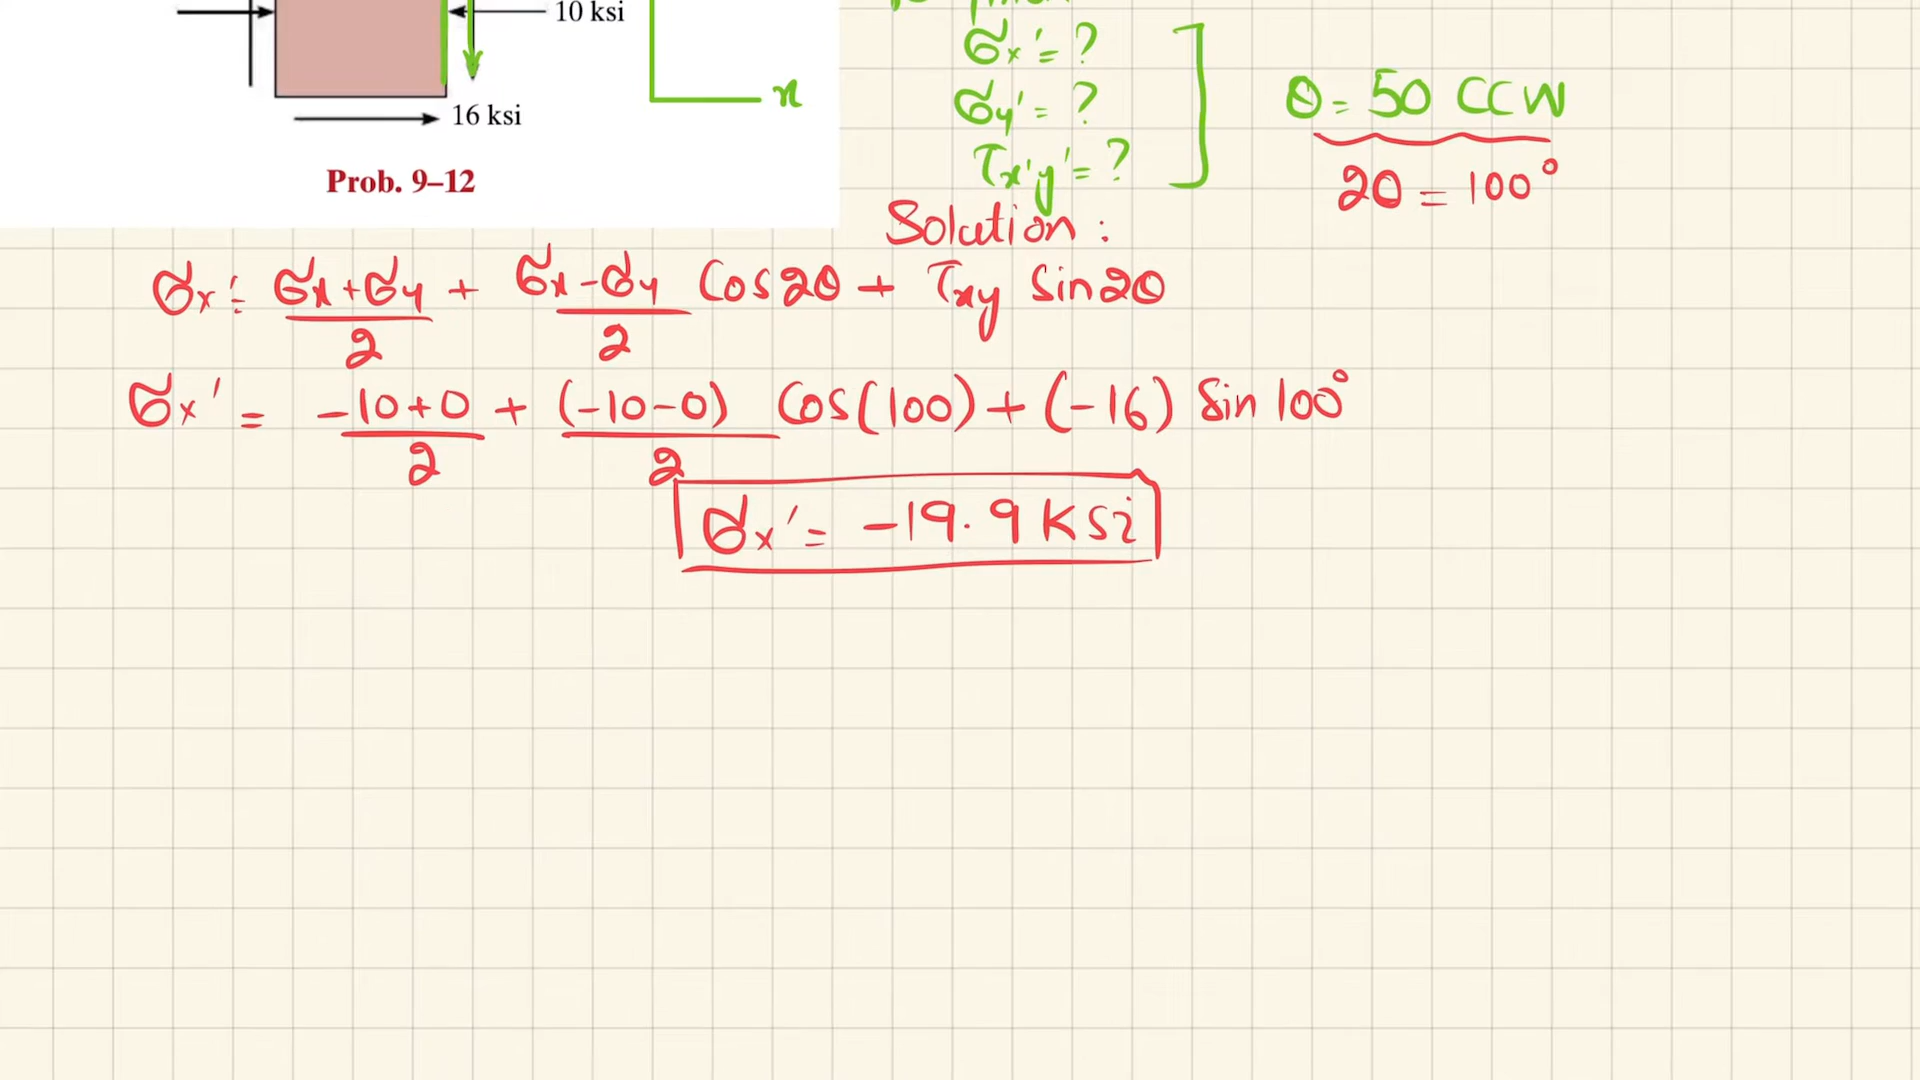 10 ksi
σx' = ?
σy' = ?
θ = 50 CCW
16 ksi
τx'y' = ?
Prob. 9–12
2θ = 100°
x
Solution :
σx' = σx+σy/2 + σx-σy/2 Cos2θ + τxy Sin2θ
σx' = -10+0/2 + (-10-0)/2 Cos(100) + (-16) Sin 100°
σx' = -19.9 Ksi